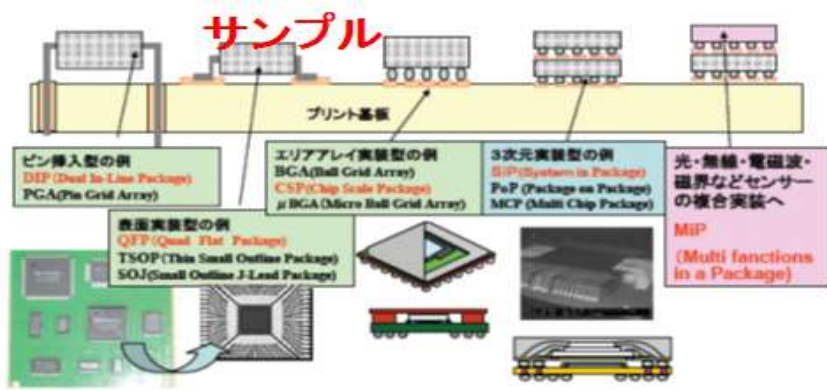 サンプル
プリント基板
ピン挿入型の例
DIP(Dual In-Line Package)
PGA(Pin Grid Array)
表面実装型の例
QFP(Quad Flat Package)
TSOP(Thin Small Outline Package)
SOJ(Small Outline J-Lead Package)
エリアアレイ実装型の例
BGA(Ball Grid Array)
CSP(Chip Scale Package)
μBGA(Micro Ball Grid Array)
3次元実装型の例
SiP(System in Package)
PoP(Package on Package)
MCP(Multi Chip Package)
光・無線・電磁波・
磁界などセンサー
の複合実装へ
MiP
(Multi fanctions
in a Package)